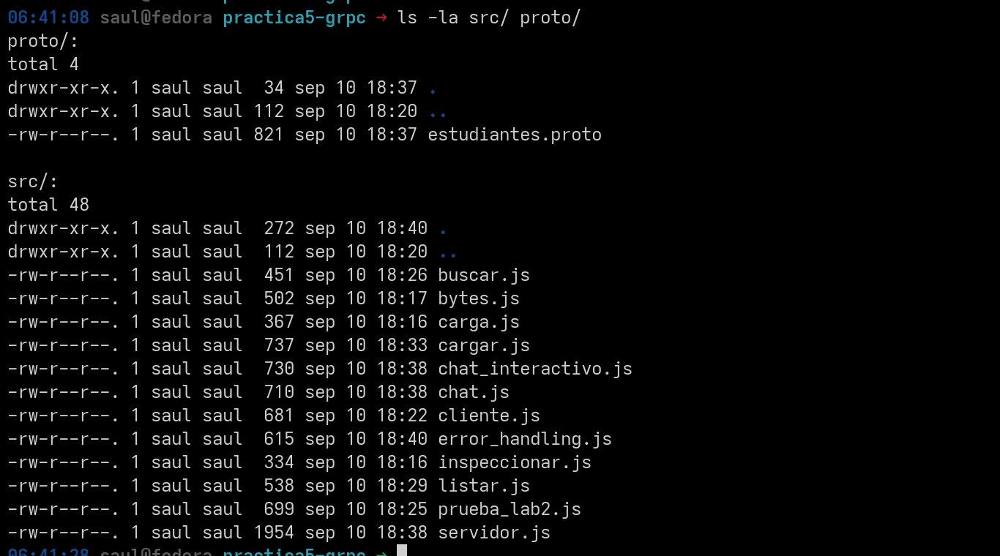 06:41:08 saul@fedora practica5-grpc → ls -la src/ proto/
proto/:
total 4
drwxr-xr-x. 1 saul saul  34 sep 10 18:37 .
drwxr-xr-x. 1 saul saul 112 sep 10 18:20 ..
-rw-r--r--. 1 saul saul 821 sep 10 18:37 estudiantes.proto
src/:
total 48
drwxr-xr-x. 1 saul saul  272 sep 10 18:40 .
drwxr-xr-x. 1 saul saul  112 sep 10 18:20 ..
-rw-r--r--. 1 saul saul  451 sep 10 18:26 buscar.js
-rw-r--r--. 1 saul saul  502 sep 10 18:17 bytes.js
-rw-r--r--. 1 saul saul  367 sep 10 18:16 carga.js
-rw-r--r--. 1 saul saul  737 sep 10 18:33 cargar.js
-rw-r--r--. 1 saul saul  730 sep 10 18:38 chat_interactivo.js
-rw-r--r--. 1 saul saul  710 sep 10 18:38 chat.js
-rw-r--r--. 1 saul saul  681 sep 10 18:22 cliente.js
-rw-r--r--. 1 saul saul  615 sep 10 18:40 error_handling.js
-rw-r--r--. 1 saul saul  334 sep 10 18:16 inspeccionar.js
-rw-r--r--. 1 saul saul  538 sep 10 18:29 listar.js
-rw-r--r--. 1 saul saul  699 sep 10 18:25 prueba_lab2.js
-rw-r--r--. 1 saul saul 1954 sep 10 18:38 servidor.js
06:41:28 saul@fedora practica5-grpc →